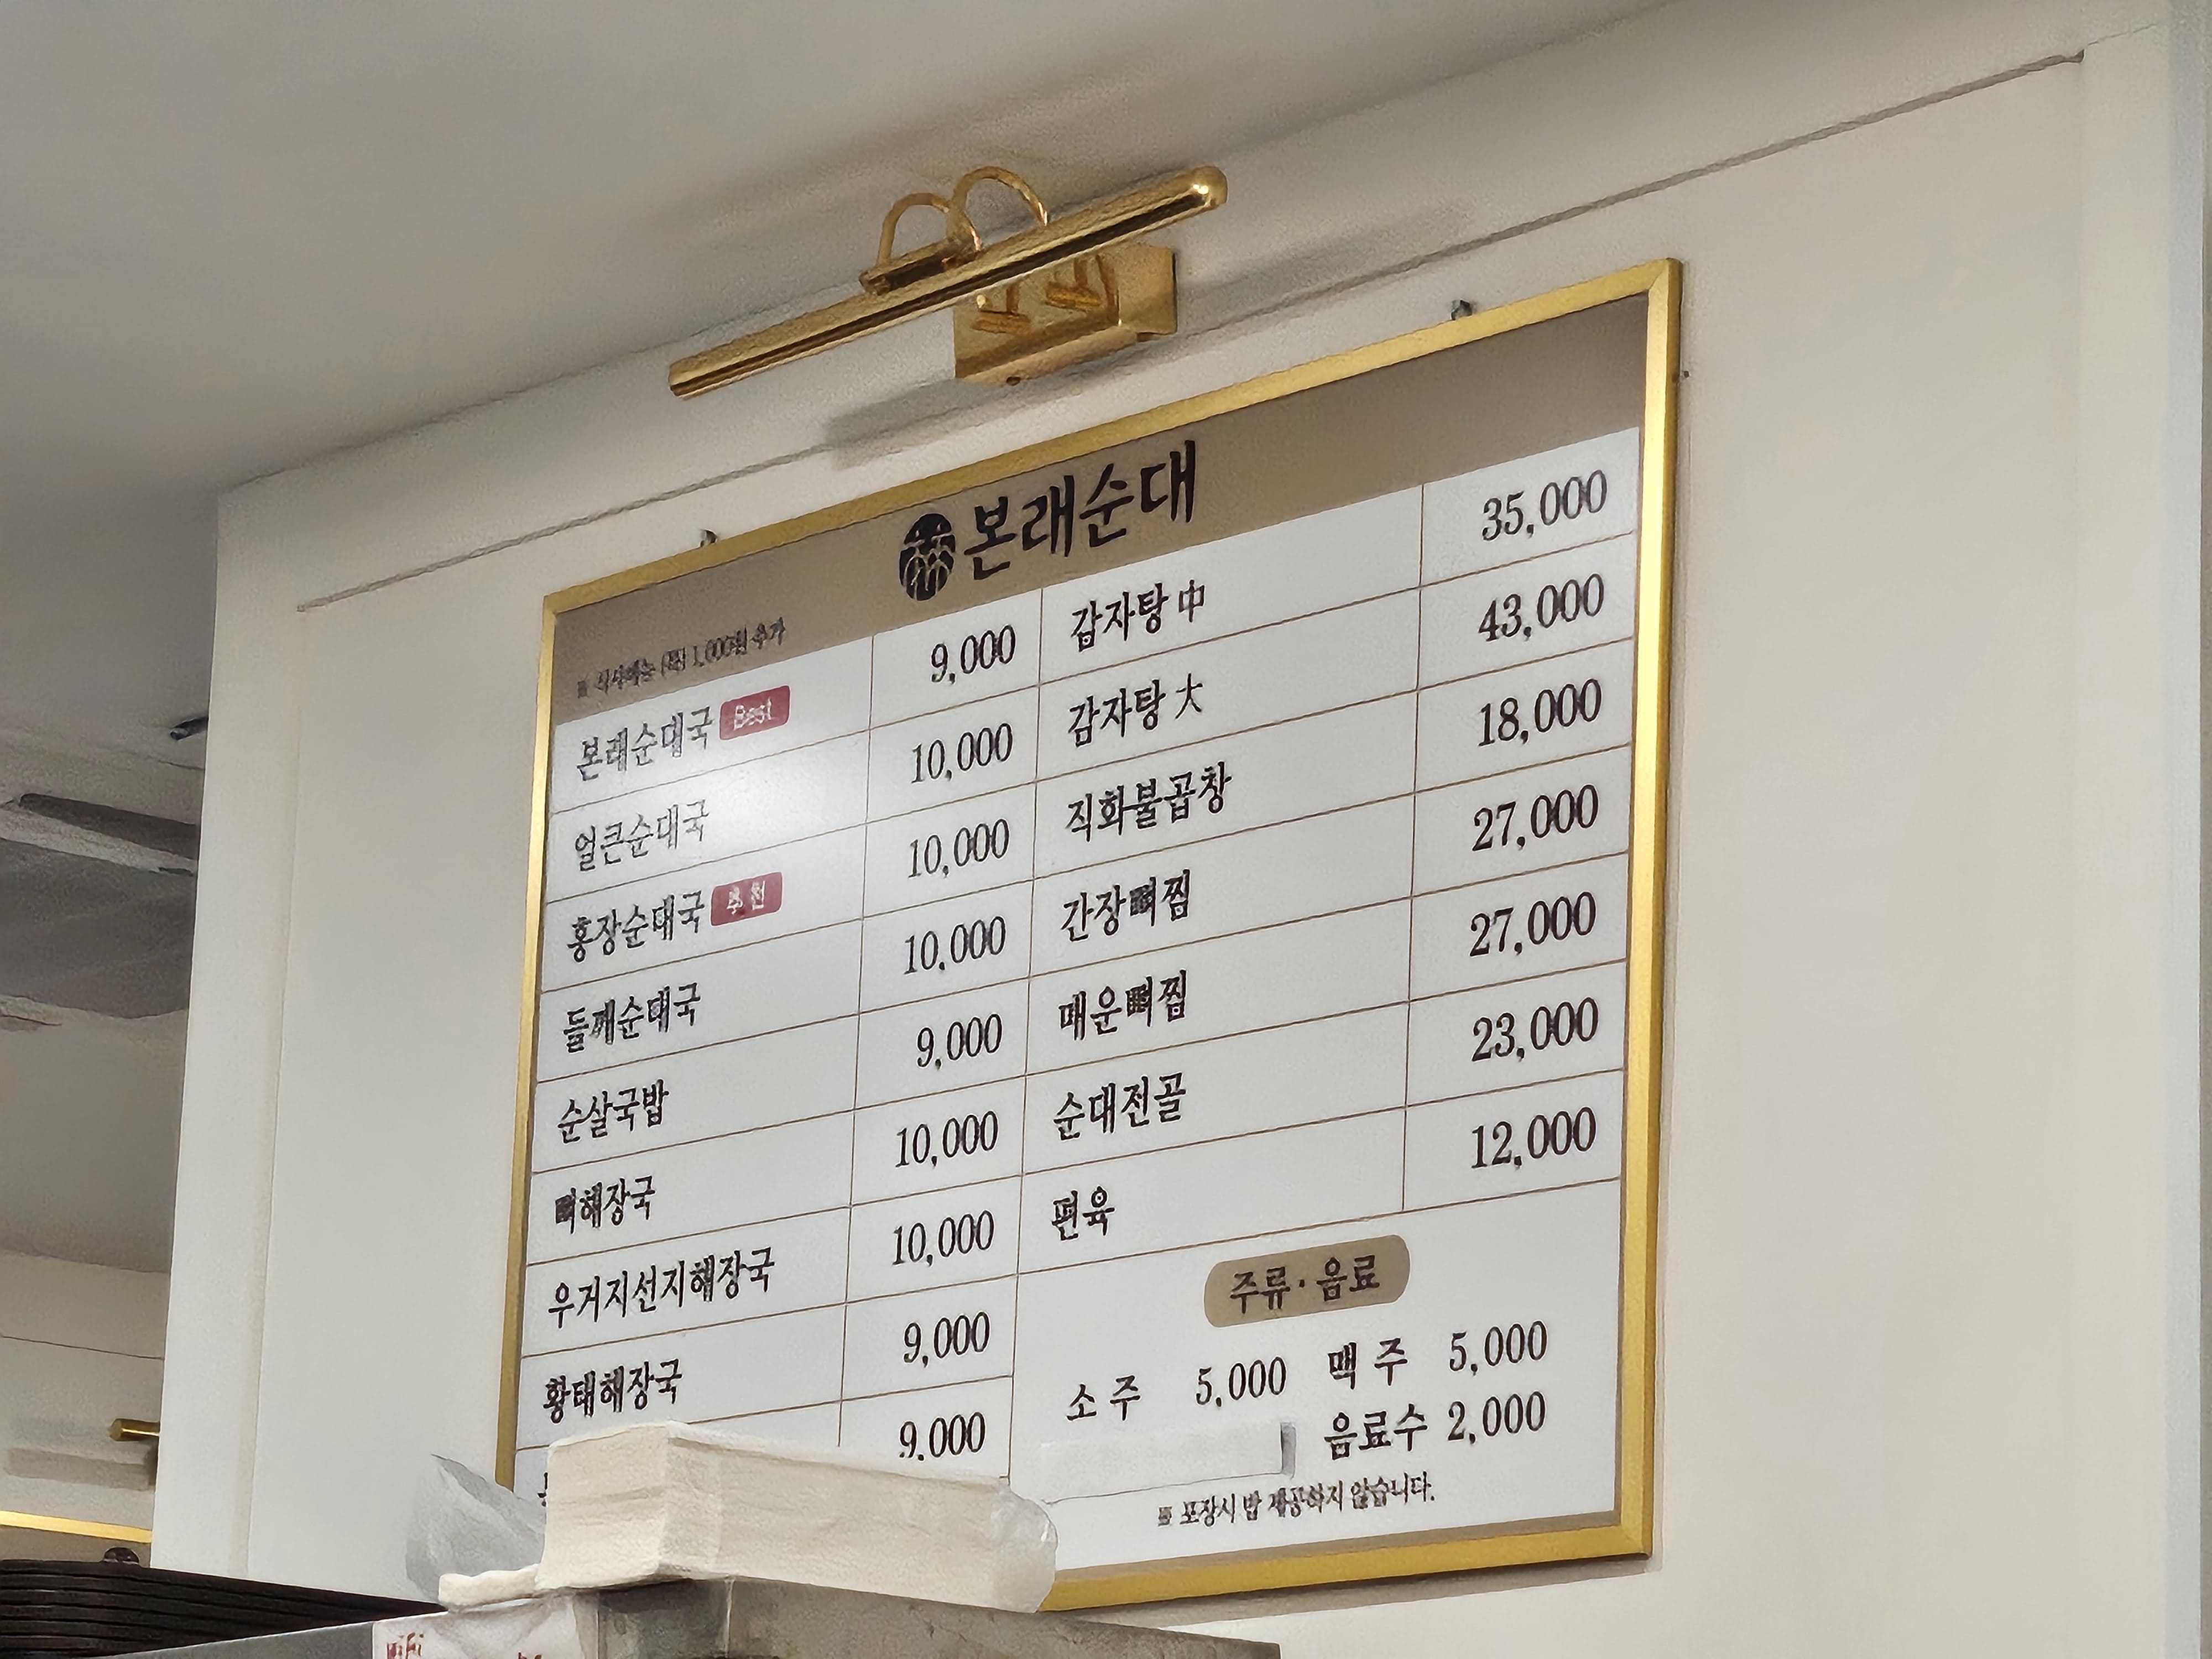 본래순대
※ 식사메뉴 (특) 1,000원 추가
본래순대국 Best 9,000
얼큰순대국 10,000
홍장순대국 추천 10,000
들깨순대국 10,000
순살국밥 9,000
뼈해장국 10,000
우거지선지해장국 10,000
황태해장국 9,000
9,000
감자탕 中 35,000
감자탕 大 43,000
직화불곱창 18,000
간장뼈찜 27,000
매운뼈찜 27,000
순대전골 23,000
편육 12,000
주류·음료
소주 5,000 맥주 5,000
음료수 2,000
※ 포장시 밥 제공하지 않습니다.